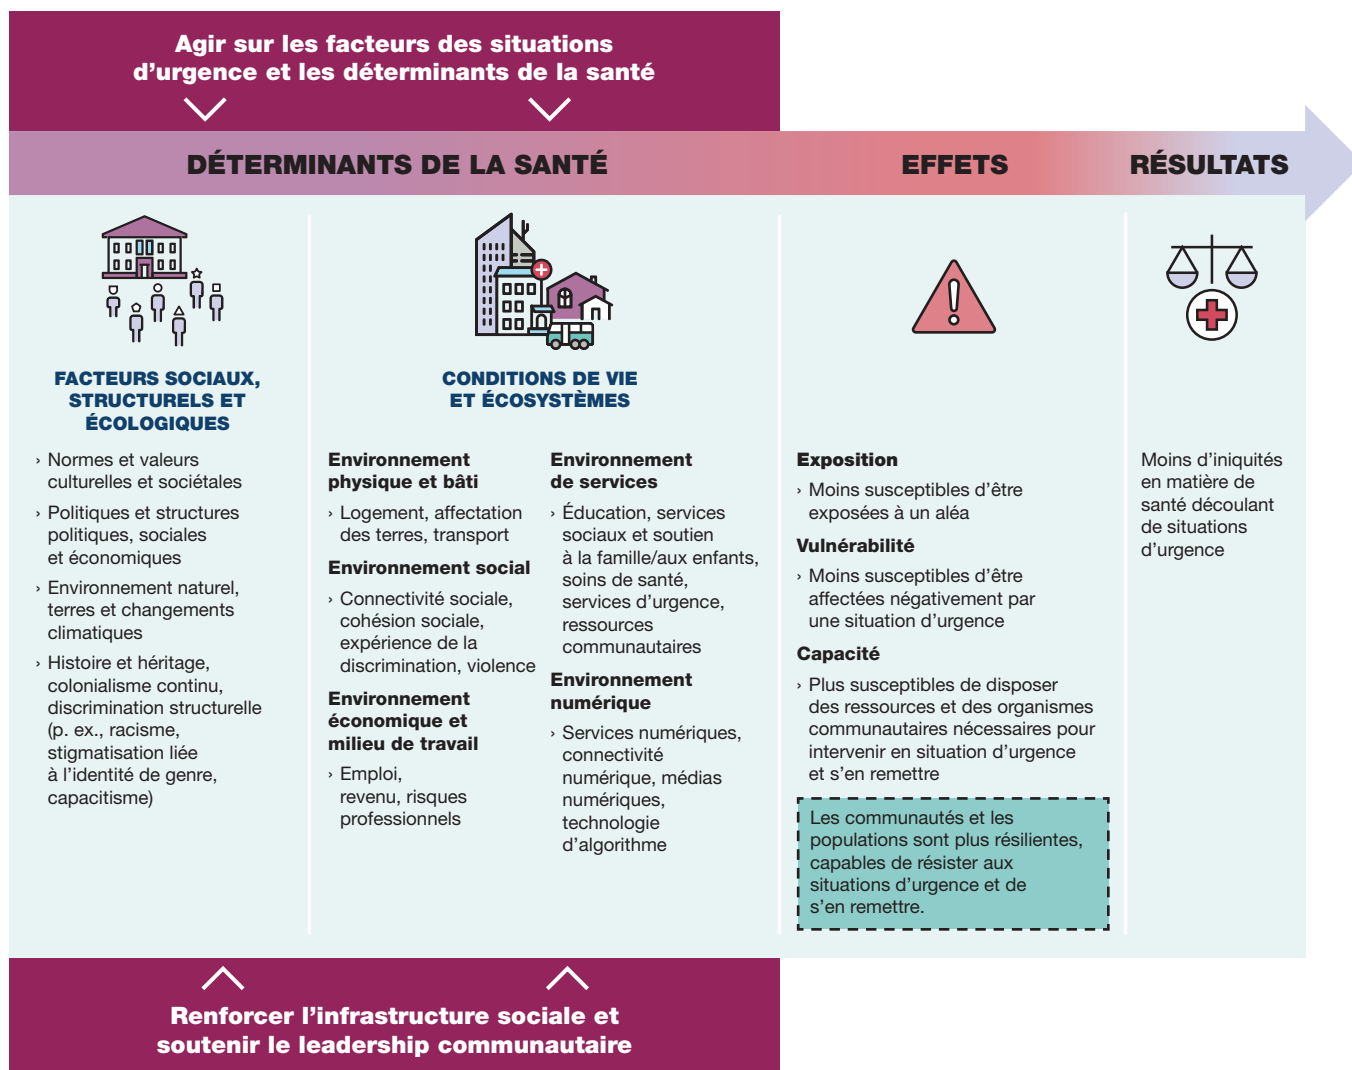 Agir sur les facteurs des situations
d’urgence et les déterminants de la santé
DÉTERMINANTS DE LA SANTÉ
EFFETS
RÉSULTATS
FACTEURS SOCIAUX,
STRUCTURELS ET
ÉCOLOGIQUES
› Normes et valeurs
culturelles et sociétales
› Politiques et structures
politiques, sociales
et économiques
› Environnement naturel,
terres et changements
climatiques
› Histoire et héritage,
colonialisme continu,
discrimination structurelle
(p. ex., racisme,
stigmatisation liée
à l’identité de genre,
capacitisme)
CONDITIONS DE VIE
ET ÉCOSYSTÈMES
Environnement
physique et bâti
› Logement, affectation
des terres, transport
Environnement social
› Connectivité sociale,
cohésion sociale,
expérience de la
discrimination, violence
Environnement
économique et
milieu de travail
› Emploi,
revenu, risques
professionnels
Environnement
de services
› Éducation, services
sociaux et soutien
à la famille/aux enfants,
soins de santé,
services d’urgence,
ressources
communautaires
Environnement
numérique
› Services numériques,
connectivité
numérique, médias
numériques,
technologie
d’algorithme
Exposition
› Moins susceptibles d’être
exposées à un aléa
Vulnérabilité
› Moins susceptibles d’être
affectées négativement par
une situation d’urgence
Capacité
› Plus susceptibles de disposer
des ressources et des organismes
communautaires nécessaires pour
intervenir en situation d’urgence
et s’en remettre
Les communautés et les
populations sont plus résilientes,
capables de résister aux
situations d’urgence et de
s’en remettre.
Moins d’iniquités
en matière de
santé découlant
de situations
d’urgence
Renforcer l’infrastructure sociale et
soutenir le leadership communautaire